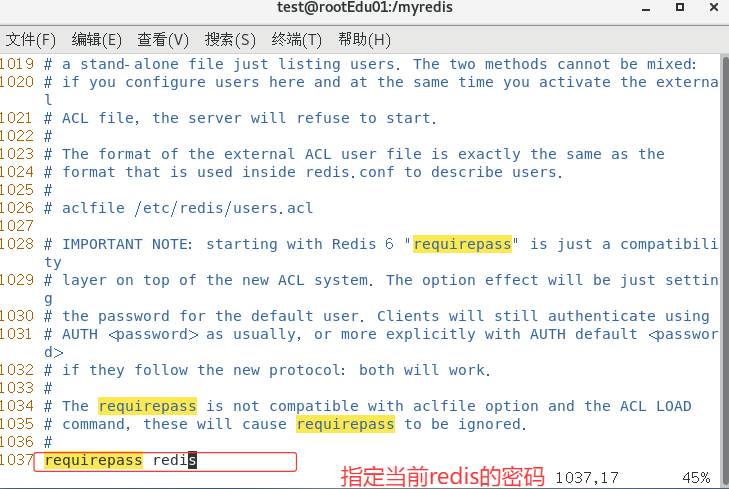 test@rootEdu01:/myredis
文件(F) 编辑(E) 查看(V) 搜索(S) 终端(T) 帮助(H)
1019 # a stand-alone file just listing users. The two methods cannot be mixed:
1020 # if you configure users here and at the same time you activate the externa
l
1021 # ACL file, the server will refuse to start.
1022 #
1023 # The format of the external ACL user file is exactly the same as the
1024 # format that is used inside redis.conf to describe users.
1025 #
1026 # aclfile /etc/redis/users.acl
1027
1028 # IMPORTANT NOTE: starting with Redis 6 "requirepass" is just a compatibili
ty
1029 # layer on top of the new ACL system. The option effect will be just settin
g
1030 # the password for the default user. Clients will still authenticate using
1031 # AUTH <password> as usually, or more explicitly with AUTH default <passwor
d>
1032 # if they follow the new protocol: both will work.
1033 #
1034 # The requirepass is not compatible with aclfile option and the ACL LOAD
1035 # command, these will cause requirepass to be ignored.
1036 #
1037 requirepass redis
指定当前redis的密码 1037,17 45%